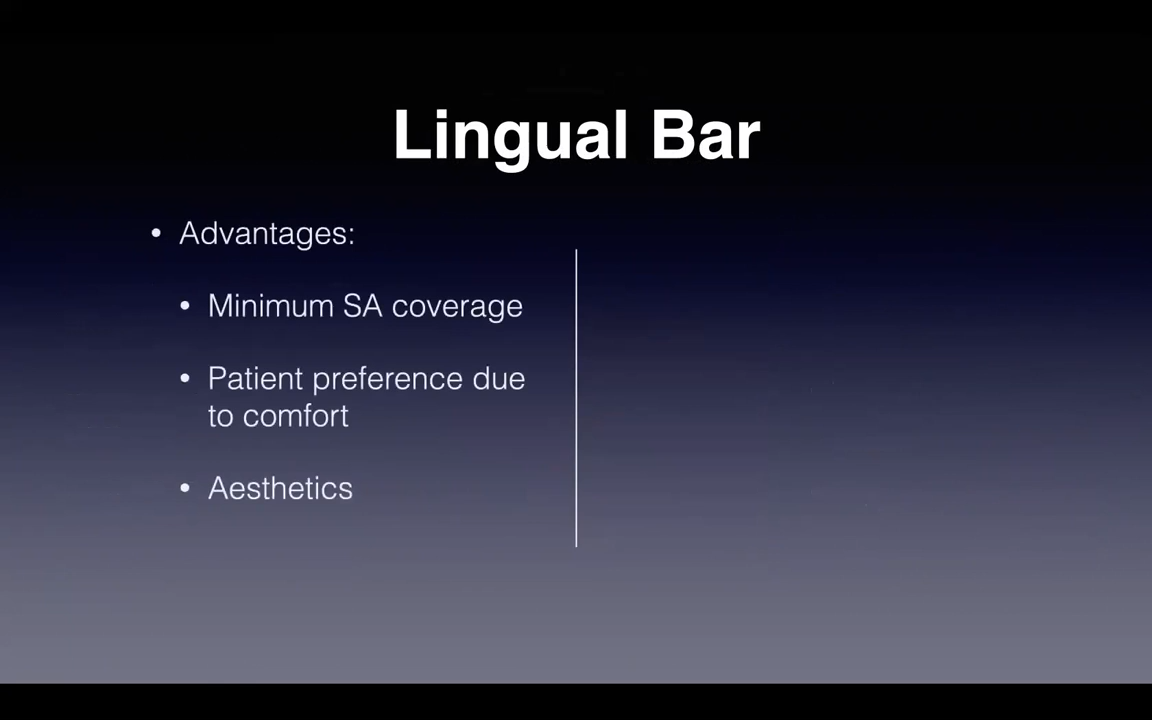 Lingual Bar
• Advantages:
• Minimum SA coverage
• Patient preference due
to comfort
• Aesthetics